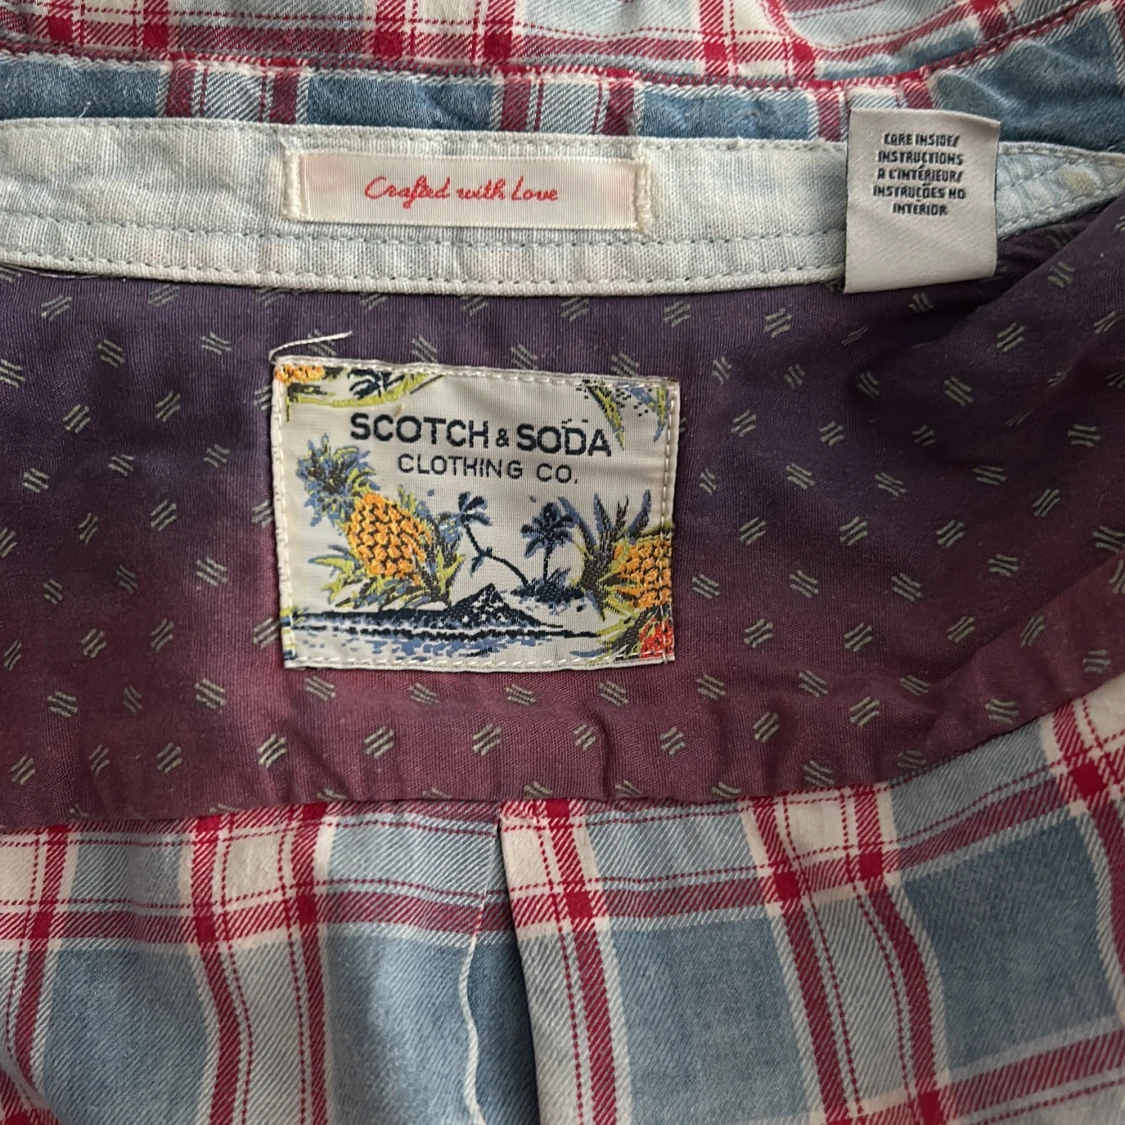 Crafted with Love
CARE INSIDE/
INSTRUCTIONS
A L'INTÉRIEUR/
INSTRUÇÕES NO
INTERIOR
SCOTCH & SODA
CLOTHING CO.